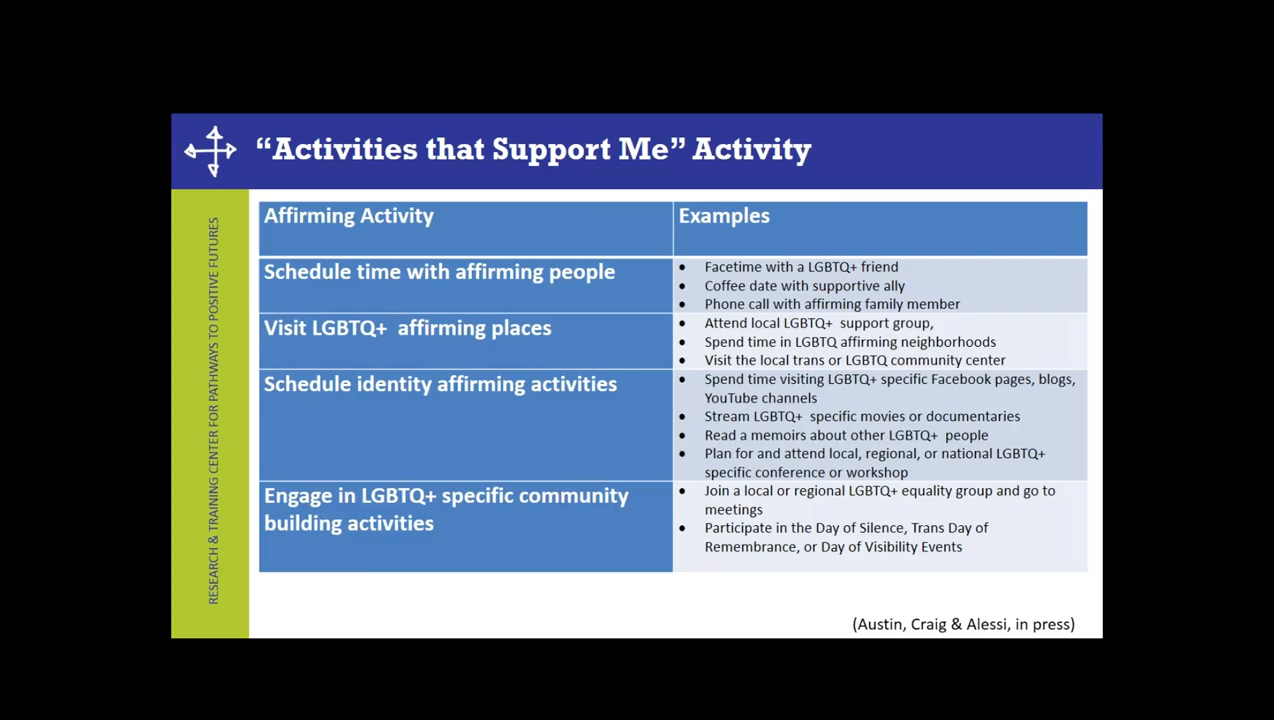 “Activities that Support Me” Activity
RESEARCH & TRAINING CENTER FOR PATHWAYS TO POSITIVE FUTURES
Affirming Activity
Examples
Schedule time with affirming people
• Facetime with a LGBTQ+ friend
• Coffee date with supportive ally
• Phone call with affirming family member
Visit LGBTQ+ affirming places
• Attend local LGBTQ+ support group,
• Spend time in LGBTQ affirming neighborhoods
• Visit the local trans or LGBTQ community center
Schedule identity affirming activities
• Spend time visiting LGBTQ+ specific Facebook pages, blogs,
YouTube channels
• Stream LGBTQ+ specific movies or documentaries
• Read a memoirs about other LGBTQ+ people
• Plan for and attend local, regional, or national LGBTQ+
specific conference or workshop
Engage in LGBTQ+ specific community
building activities
• Join a local or regional LGBTQ+ equality group and go to
meetings
• Participate in the Day of Silence, Trans Day of
Remembrance, or Day of Visibility Events
(Austin, Craig & Alessi, in press)